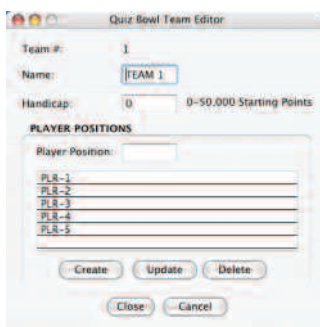 Quiz Bowl Team Editor
Team #: 1
Name: TEAM 1
Handicap: 0 0-50,000 Starting Points
PLAYER POSITIONS
Player Position:
PLR-1
PLR-2
PLR-3
PLR-4
PLR-5
Create Update Delete
Close Cancel